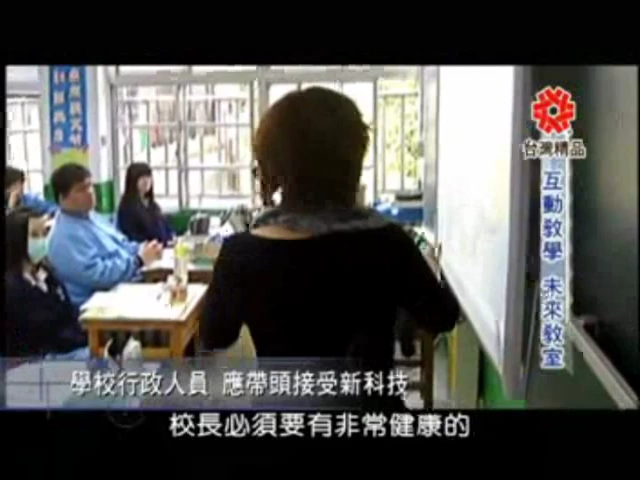 台灣精品
互動教學 未來教室
學校行政人員 應帶頭接受新科技
校長必須要有非常健康的